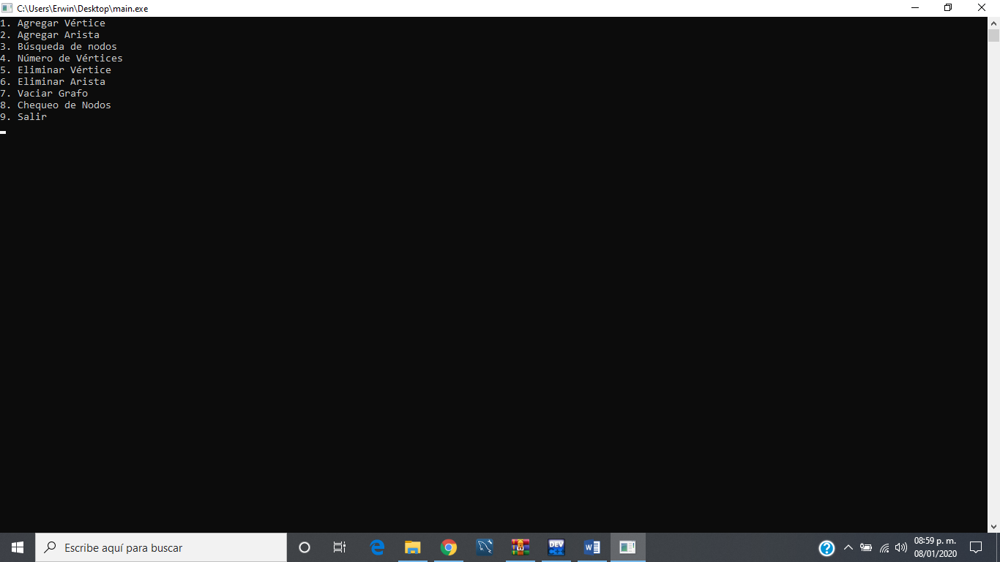 C:\Users\Erwin\Desktop\main.exe
1. Agregar Vértice
2. Agregar Arista
3. Búsqueda de nodos
4. Número de Vértices
5. Eliminar Vértice
6. Eliminar Arista
7. Vaciar Grafo
8. Chequeo de Nodos
9. Salir
Escribe aquí para buscar
DEV
W
08:59 p. m.
08/01/2020